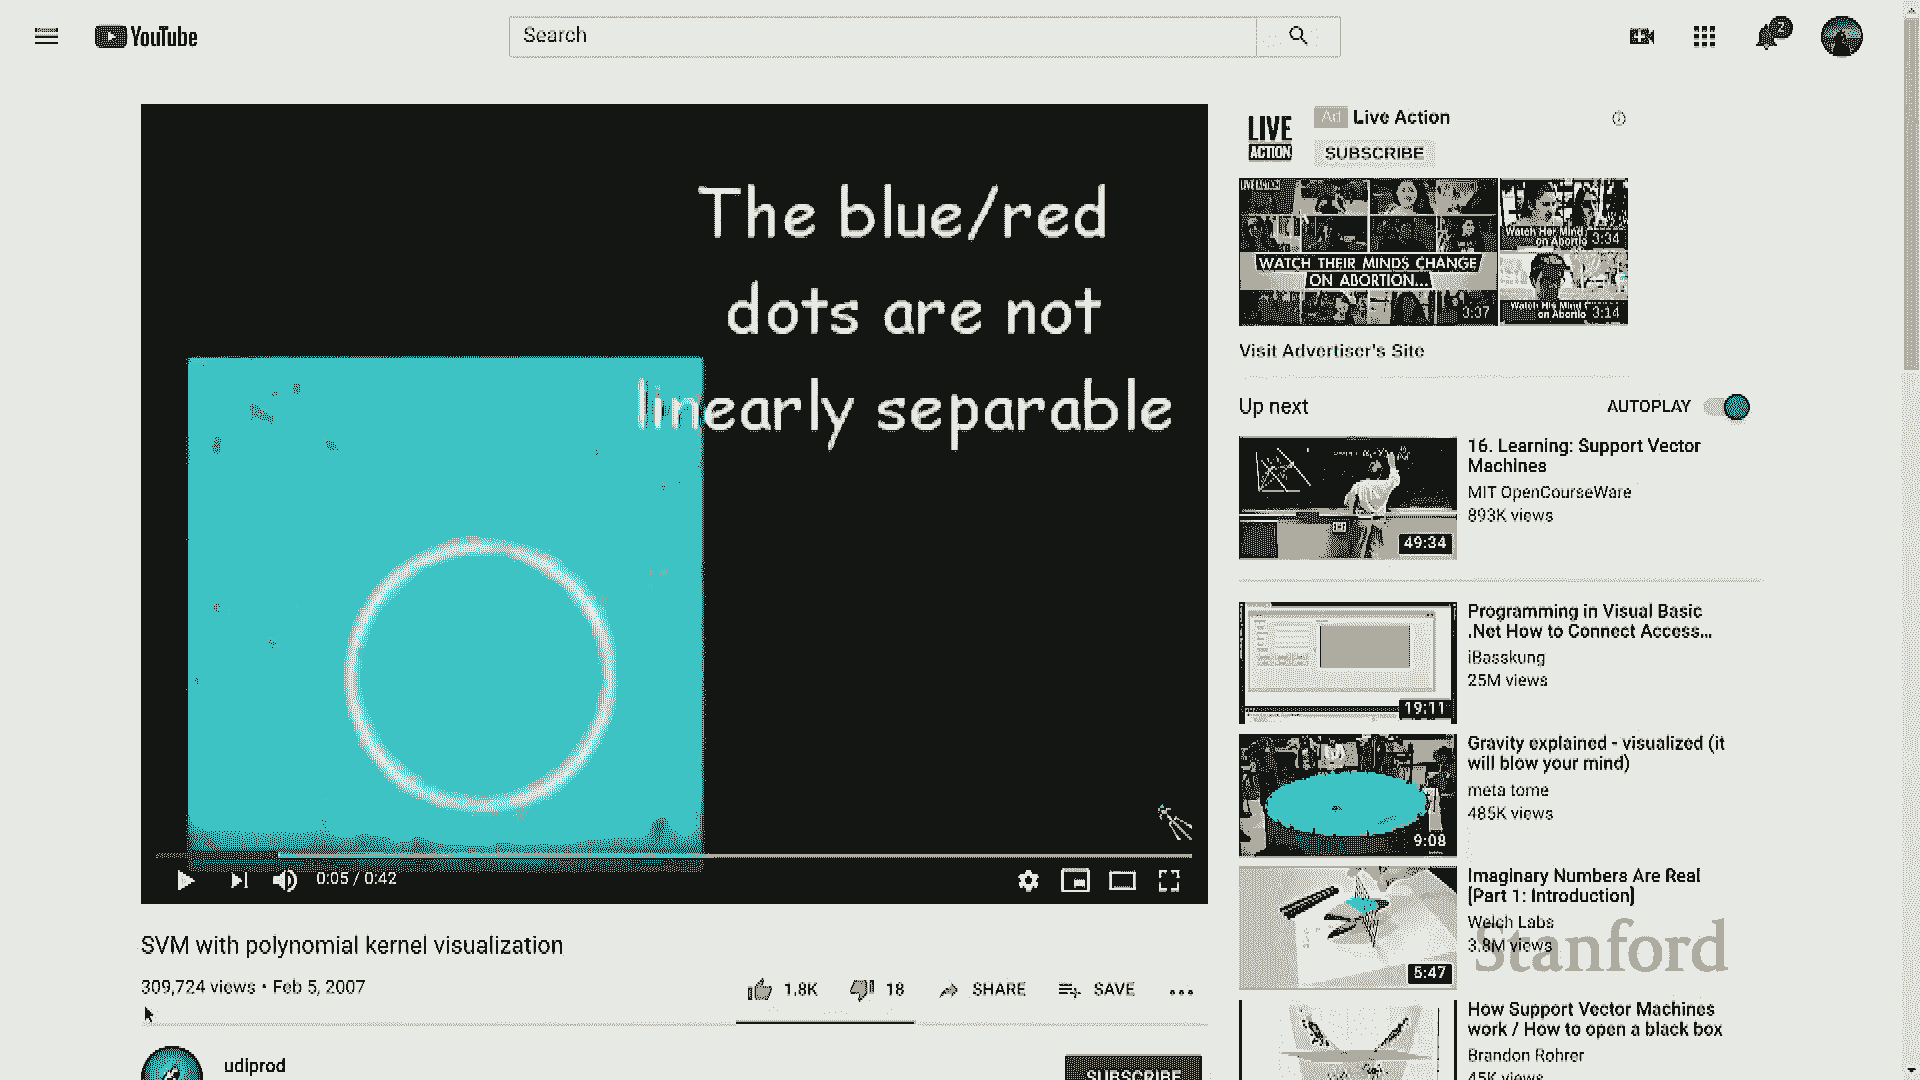 YouTube
Search
2
The blue/red
dots are not
linearly separable
0:05 / 0:42
SVM with polynomial kernel visualization
309,724 views • Feb 5, 2007
1.8K
18
SHARE
SAVE
udiprod
SUBSCRIBE
LIVE
ACTION
Ad Live Action
SUBSCRIBE
WATCH THEIR MINDS CHANGE
ON ABORTION...
3:37
Watch Her Mind
on Abortio
3:34
Watch His Mind
on Abortio
3:14
Visit Advertiser's Site
Up next
AUTOPLAY
49:34
16. Learning: Support Vector
Machines
MIT OpenCourseWare
893K views
19:11
Programming in Visual Basic
.Net How to Connect Access...
iBasskung
25M views
9:08
Gravity explained - visualized (it
will blow your mind)
meta tome
485K views
5:47
Imaginary Numbers Are Real
[Part 1: Introduction]
Welch Labs
3.8M views
Stanford
How Support Vector Machines
work / How to open a black box
Brandon Rohrer
45K views